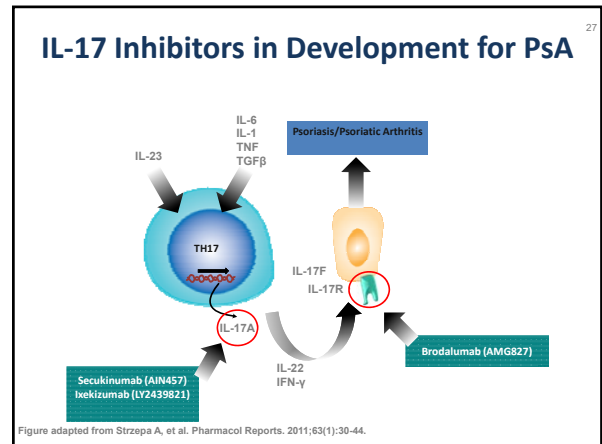 27
IL-17 Inhibitors in Development for PsA
IL-6
IL-1
TNF
TGFβ
IL-23
Psoriasis/Psoriatic Arthritis
TH17
IL-17F
IL-17R
IL-17A
IL-22
IFN-γ
Brodalumab (AMG827)
Secukinumab (AIN457)
Ixekizumab (LY2439821)
Figure adapted from Strzepa A, et al. Pharmacol Reports. 2011;63(1):30-44.